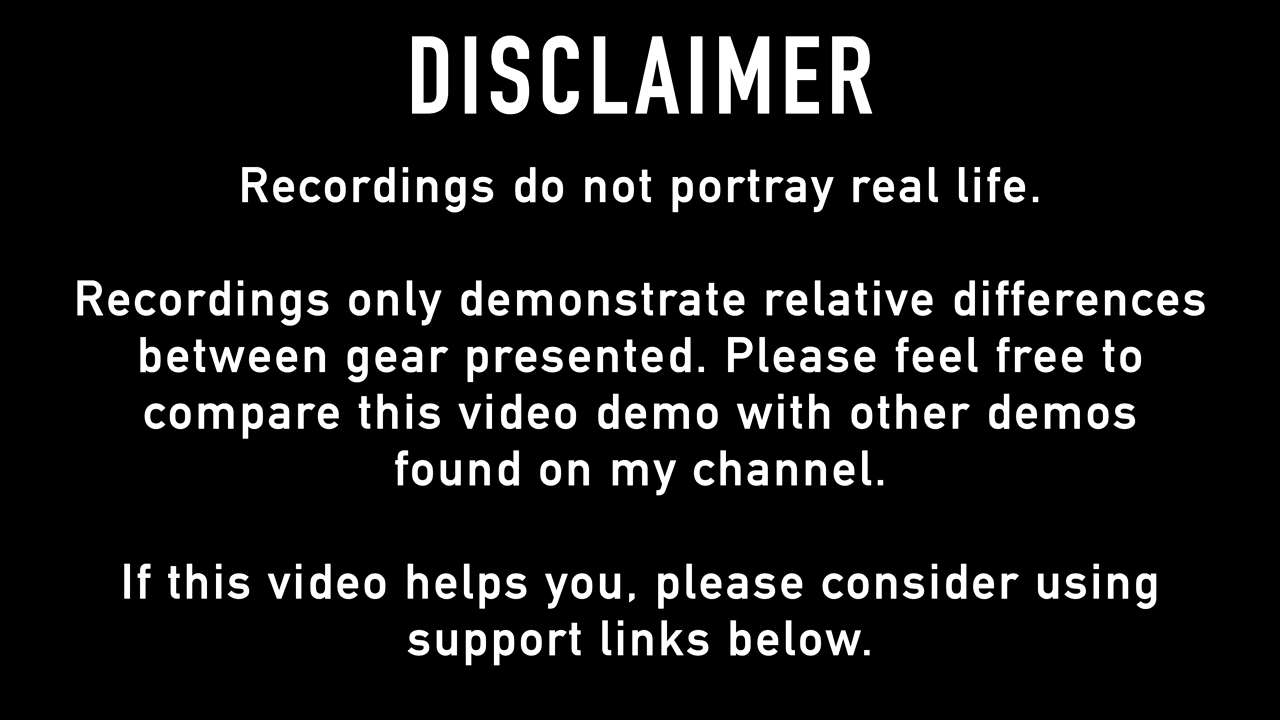 DISCLAIMER
Recordings do not portray real life.
Recordings only demonstrate relative differences
between gear presented. Please feel free to
compare this video demo with other demos
found on my channel.
If this video helps you, please consider using
support links below.